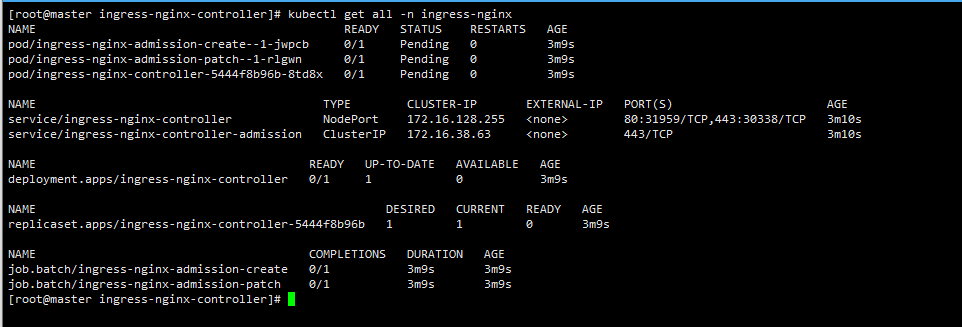 [root@master ingress-nginx-controller]# kubectl get all -n ingress-nginx
NAME READY STATUS RESTARTS AGE
pod/ingress-nginx-admission-create--1-jwpcb 0/1 Pending 0 3m9s
pod/ingress-nginx-admission-patch--1-rlgwn 0/1 Pending 0 3m9s
pod/ingress-nginx-controller-5444f8b96b-8td8x 0/1 Pending 0 3m9s
NAME TYPE CLUSTER-IP EXTERNAL-IP PORT(S) AGE
service/ingress-nginx-controller NodePort 172.16.128.255 <none> 80:31959/TCP,443:30338/TCP 3m10s
service/ingress-nginx-controller-admission ClusterIP 172.16.38.63 <none> 443/TCP 3m10s
NAME READY UP-TO-DATE AVAILABLE AGE
deployment.apps/ingress-nginx-controller 0/1 1 0 3m9s
NAME DESIRED CURRENT READY AGE
replicaset.apps/ingress-nginx-controller-5444f8b96b 1 1 0 3m9s
NAME COMPLETIONS DURATION AGE
job.batch/ingress-nginx-admission-create 0/1 3m9s 3m9s
job.batch/ingress-nginx-admission-patch 0/1 3m9s 3m9s
[root@master ingress-nginx-controller]#